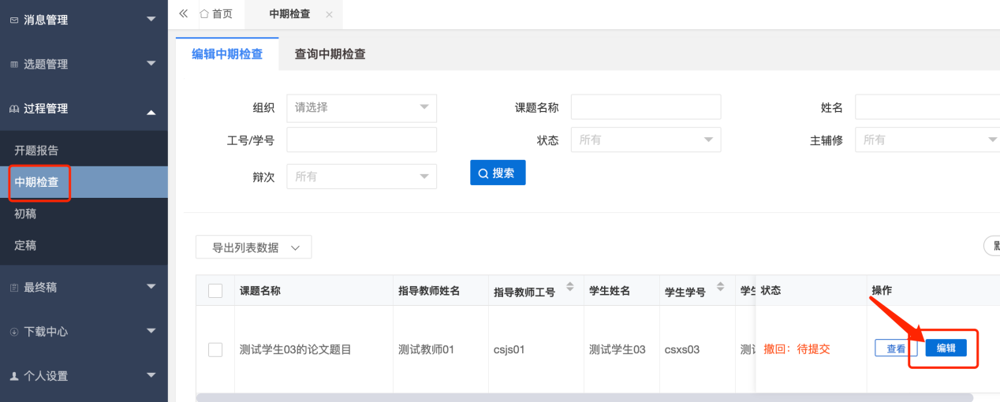 消息管理
选题管理
过程管理
开题报告
中期检查
初稿
定稿
最终稿
下载中心
个人设置
首页
中期检查
编辑中期检查
查询中期检查
组织 请选择 课题名称 姓名
工号/学号 状态 所有 主辅修 所有
辩次 所有 搜索
导出列表数据
课题名称 指导教师姓名 指导教师工号 学生姓名 学生学号 学生 状态 操作
测试学生03的论文题目 测试教师01 csjs01 测试学生03 csxs03 测试 撤回：待提交 查看 编辑